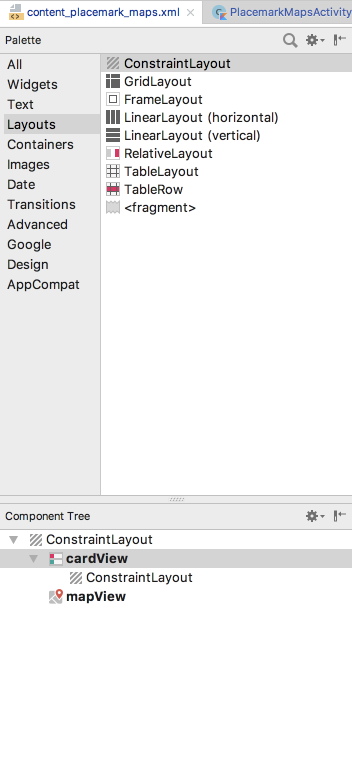 content_placemark_maps.xml
PlacemarkMapsActivity
Palette
All
Widgets
Text
Layouts
Containers
Images
Date
Transitions
Advanced
Google
Design
AppCompat
ConstraintLayout
GridLayout
FrameLayout
LinearLayout (horizontal)
LinearLayout (vertical)
RelativeLayout
TableLayout
TableRow
<fragment>
Component Tree
ConstraintLayout
cardView
ConstraintLayout
mapView